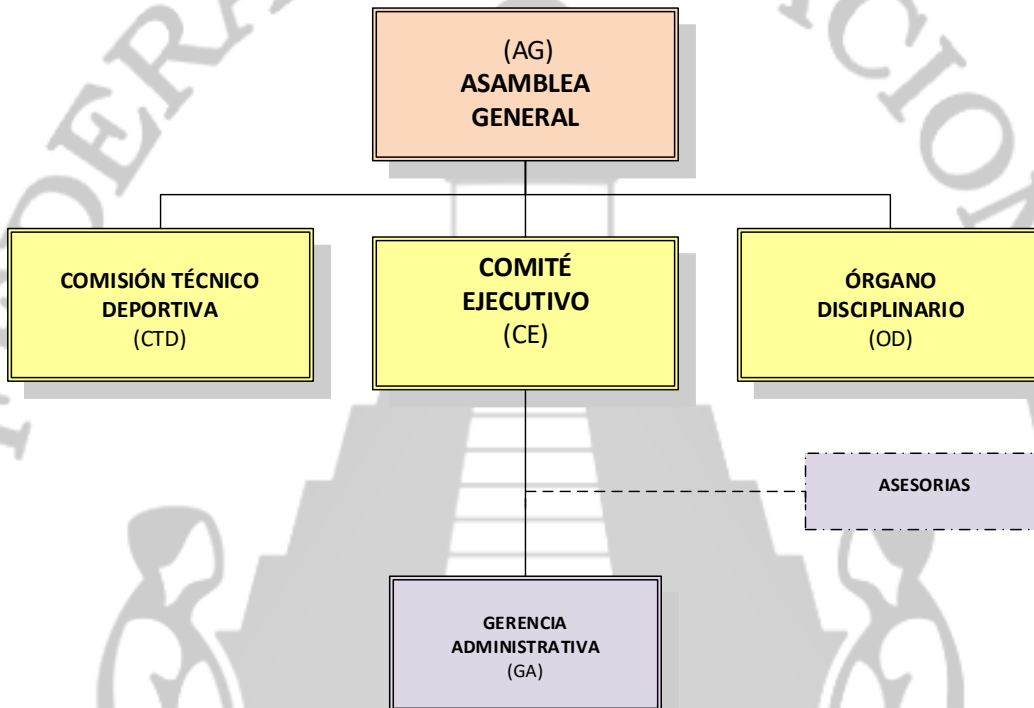 (AG)
ASAMBLEA
GENERAL
COMISIÓN TÉCNICO
DEPORTIVA
(CTD)
COMITÉ
EJECUTIVO
(CE)
ÓRGANO
DISCIPLINARIO
(OD)
ASESORIAS
GERENCIA
ADMINISTRATIVA
(GA)